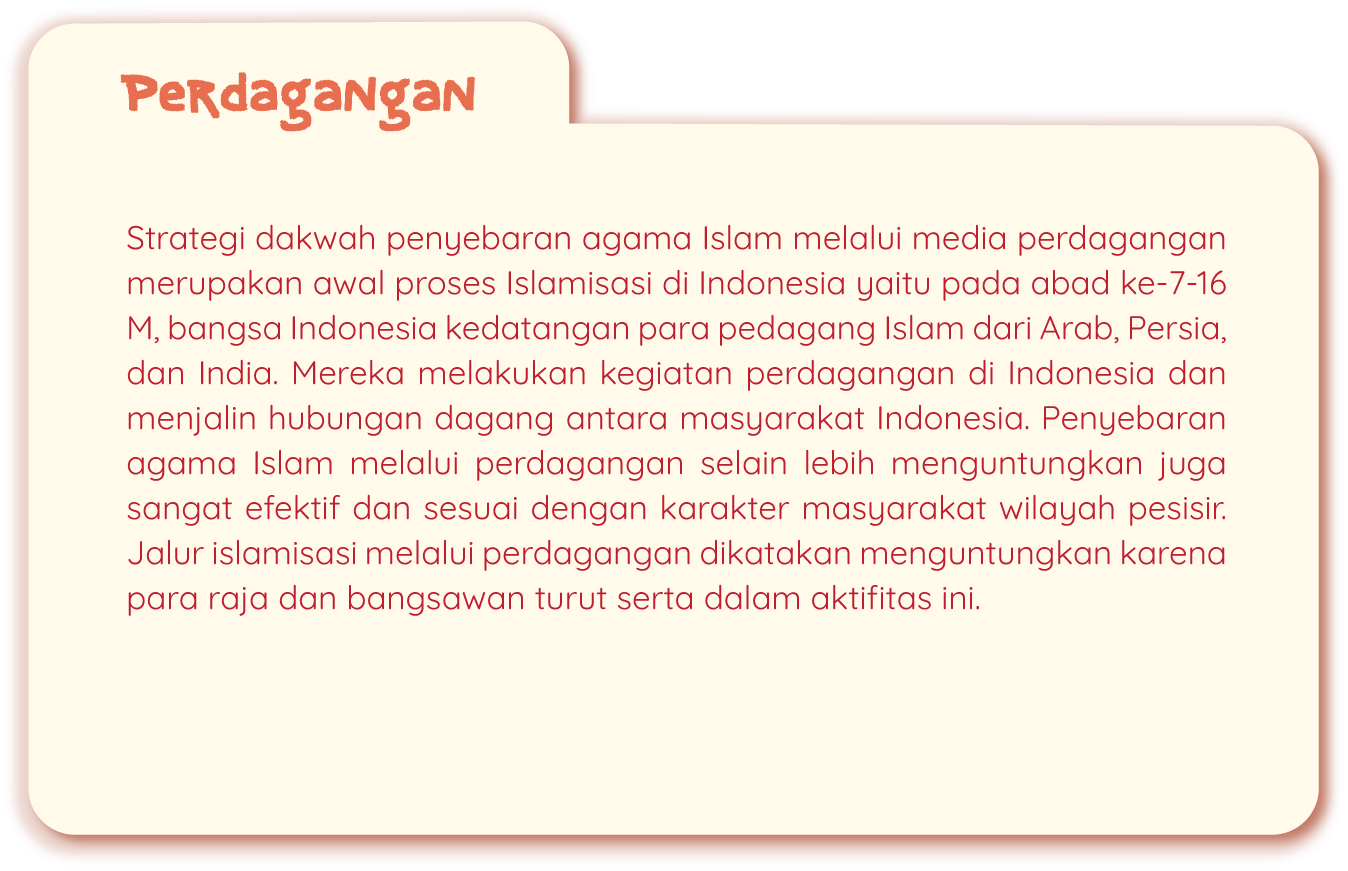 Perdagangan
Strategi dakwah penyebaran agama Islam melalui media perdagangan
merupakan awal proses Islamisasi di Indonesia yaitu pada abad ke-7-16
M, bangsa Indonesia kedatangan para pedagang Islam dari Arab, Persia,
dan India. Mereka melakukan kegiatan perdagangan di Indonesia dan
menjalin hubungan dagang antara masyarakat Indonesia. Penyebaran
agama Islam melalui perdagangan selain lebih menguntungkan juga
sangat efektif dan sesuai dengan karakter masyarakat wilayah pesisir.
Jalur islamisasi melalui perdagangan dikatakan menguntungkan karena
para raja dan bangsawan turut serta dalam aktifitas ini.